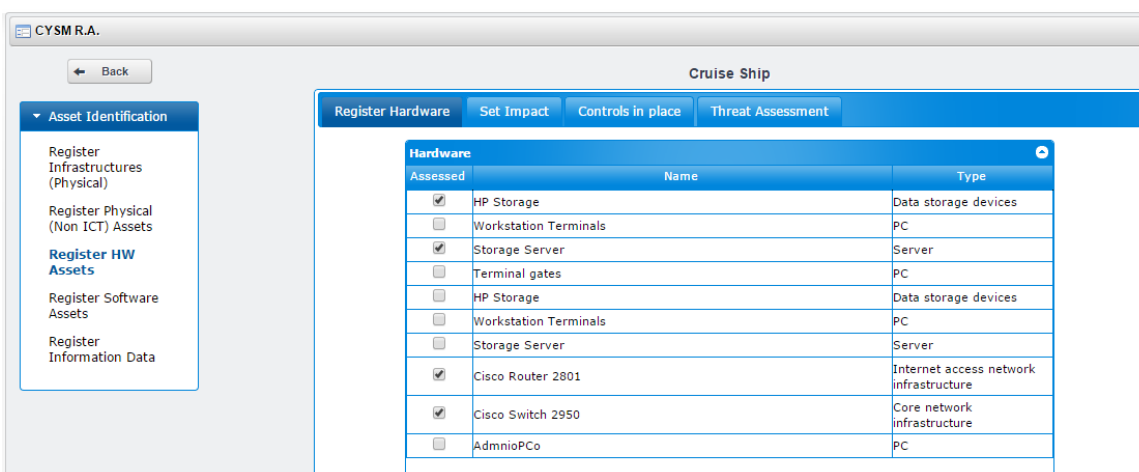 CYSM R.A.
Back
Cruise Ship
Asset Identification
Register
Infrastructures
(Physical)
Register Physical
(Non ICT) Assets
Register HW
Assets
Register Software
Assets
Register
Information Data
Register Hardware Set Impact Controls in place Threat Assessment
Hardware
Assessed Name Type
HP Storage Data storage devices
Workstation Terminals PC
Storage Server Server
Terminal gates PC
HP Storage Data storage devices
Workstation Terminals PC
Storage Server Server
Cisco Router 2801 Internet access network
infrastructure
Cisco Switch 2950 Core network
infrastructure
AdmnioPCo PC